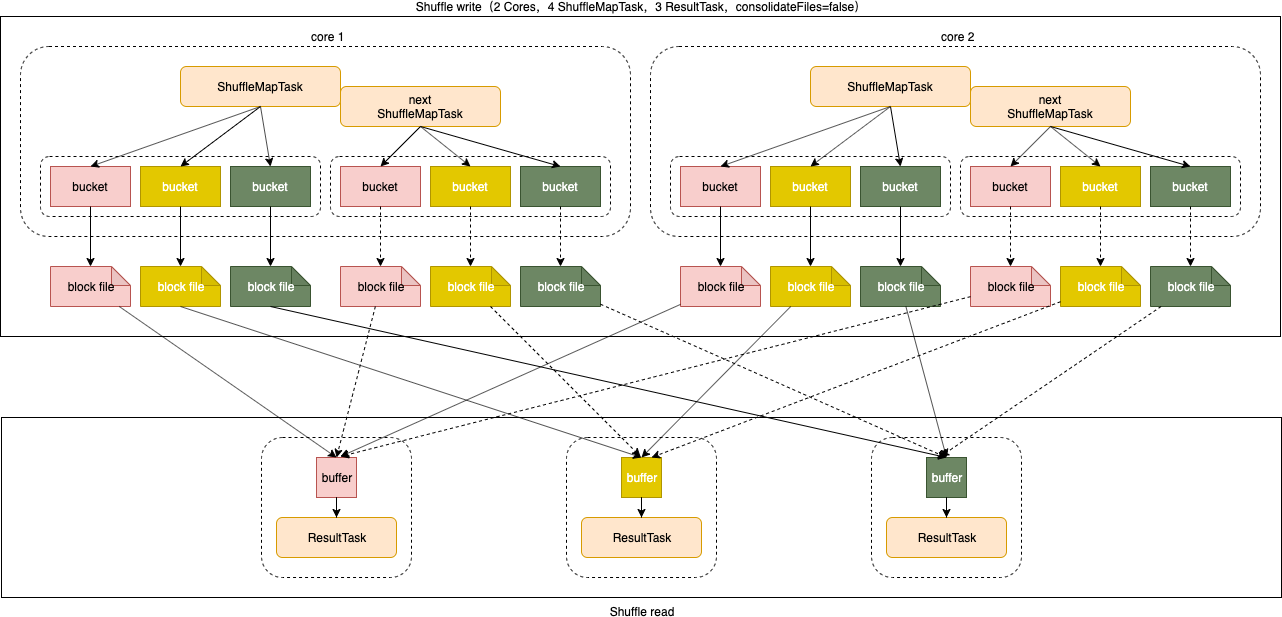 Shuffle write（2 Cores，4 ShuffleMapTask，3 ResultTask，consolidateFiles=false）
core 1
core 2
ShuffleMapTask
next
ShuffleMapTask
ShuffleMapTask
next
ShuffleMapTask
bucket
bucket
bucket
bucket
bucket
bucket
bucket
bucket
bucket
bucket
bucket
bucket
block file
block file
block file
block file
block file
block file
block file
block file
block file
block file
block file
block file
buffer
buffer
buffer
ResultTask
ResultTask
ResultTask
Shuffle read